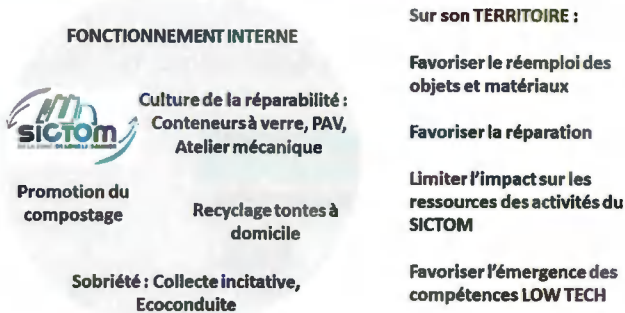 FONCTIONNEMENT INTERNE
SICTOM
Culture de la réparabilité :
Conteneurs à verre, PAV,
Atelier mécanique
Promotion du
compostage
Recyclage tontes à
domicile
Sobriété : Collecte incitative,
Ecoconduite
Sur son TERRITOIRE :
Favoriser le réemploi des
objets et matériaux
Favoriser la réparation
Limiter l'impact sur les
ressources des activités du
SICTOM
Favoriser l'émergence des
compétences LOW TECH